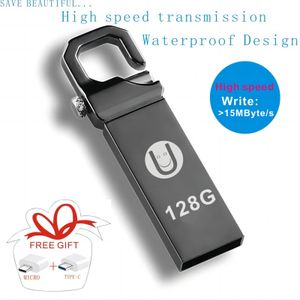 SAVE BEAUTIFUL...
High speed transmission
Waterproof Design
High speed
Write:
>15MByte/s
U
128G
FREE GIFT
MICRO
+
TYPE-C